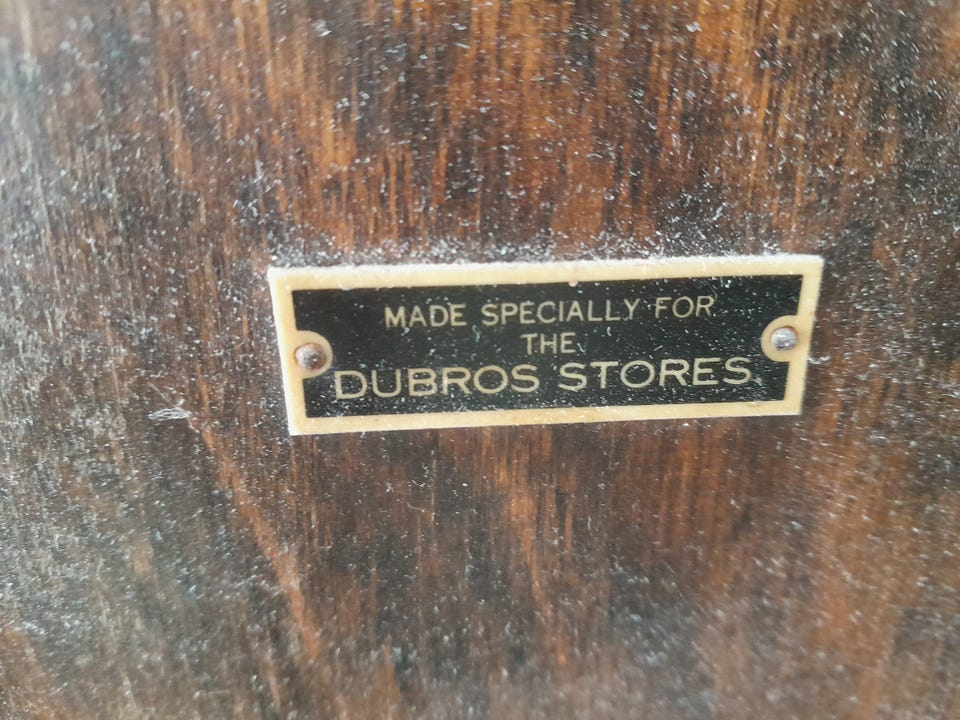 MADE SPECIALLY FOR
THE
DUBROS STORES.